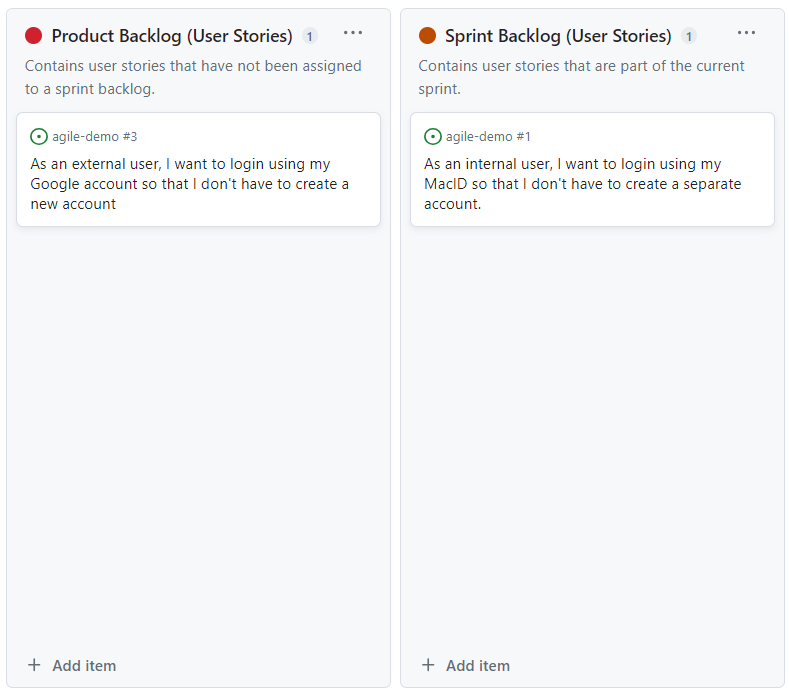 Product Backlog (User Stories) 1 ...
Contains user stories that have not been assigned
to a sprint backlog.
agile-demo #3
As an external user, I want to login using my
Google account so that I don't have to create a
new account
+ Add item
Sprint Backlog (User Stories) 1 ...
Contains user stories that are part of the current
sprint.
agile-demo #1
As an internal user, I want to login using my
MacID so that I don't have to create a separate
account.
+ Add item